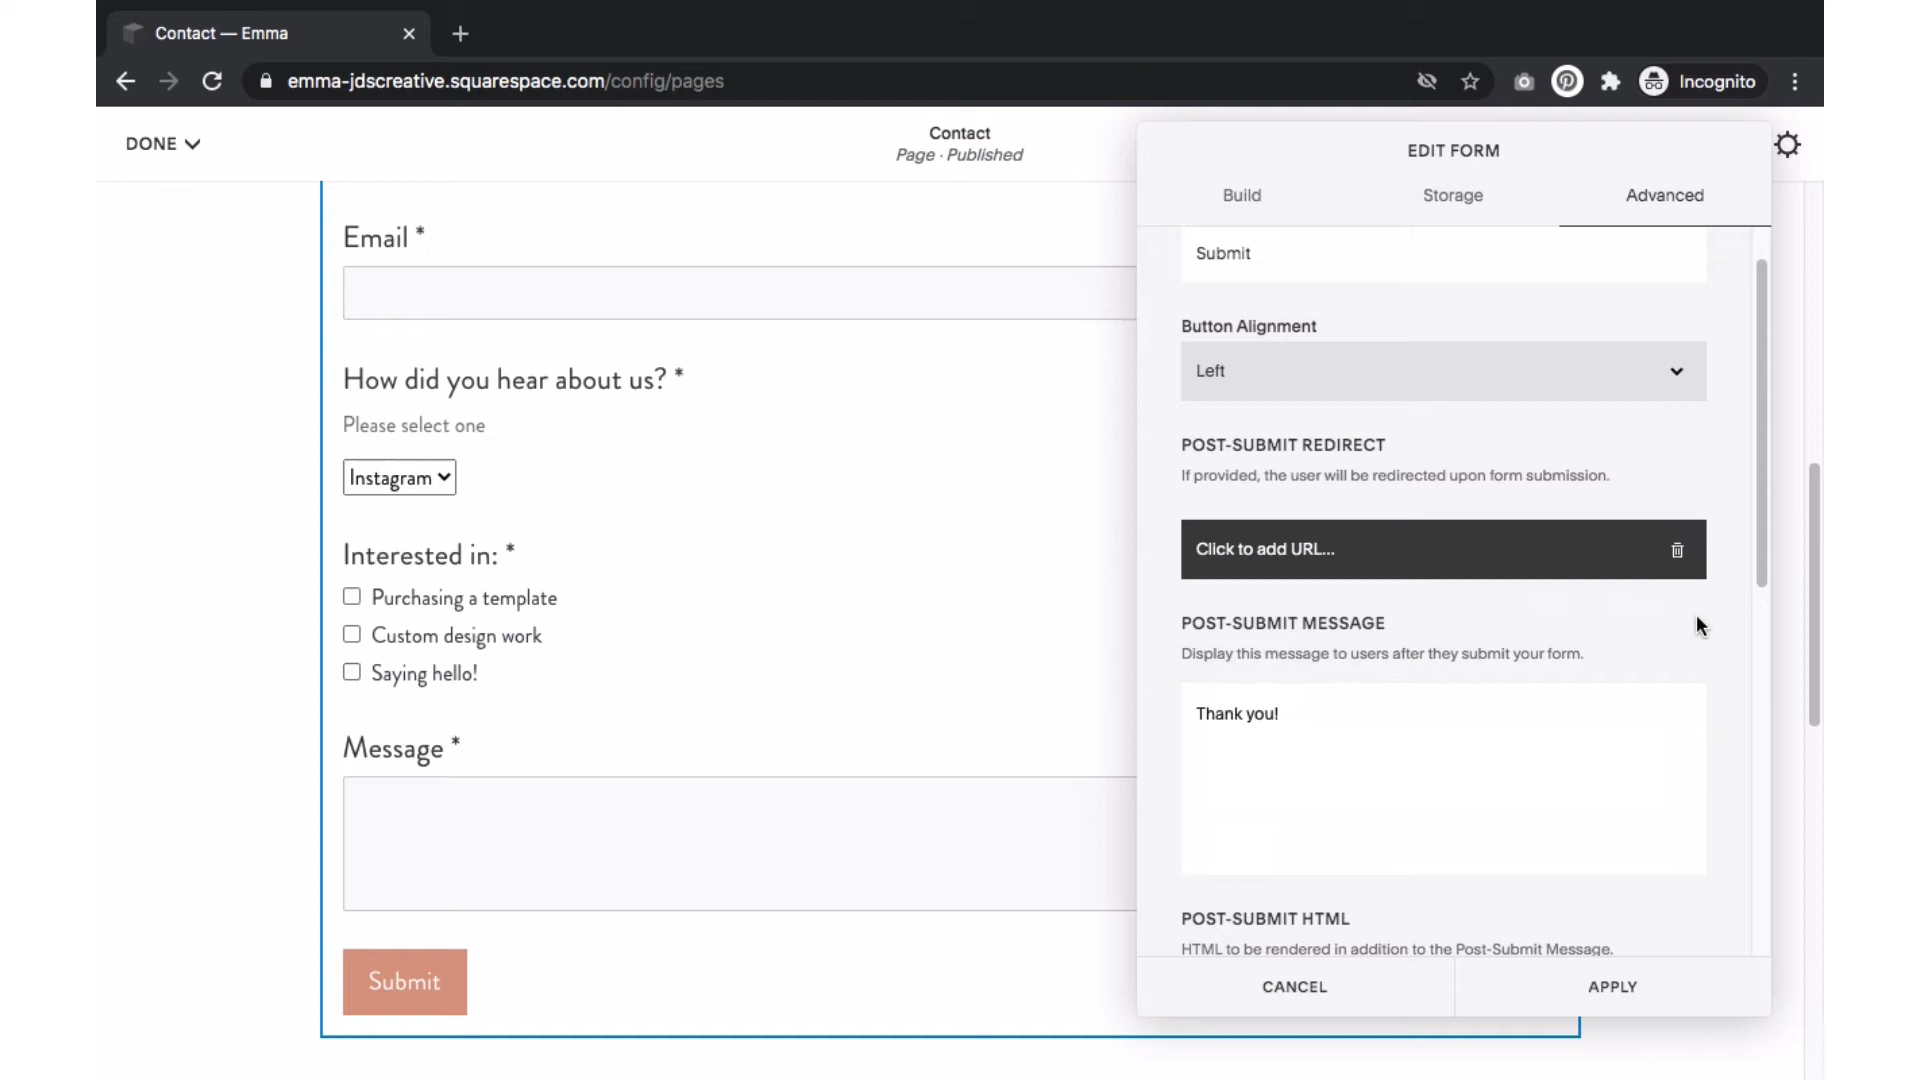 Contact — Emma
emma-jdscreative.squarespace.com/config/pages
Incognito
DONE
Contact
Page · Published
Email *
How did you hear about us? *
Please select one
Instagram
Interested in: *
Purchasing a template
Custom design work
Saying hello!
Message *
Submit
EDIT FORM
Build
Storage
Advanced
Submit
Button Alignment
Left
POST-SUBMIT REDIRECT
If provided, the user will be redirected upon form submission.
Click to add URL...
POST-SUBMIT MESSAGE
Display this message to users after they submit your form.
Thank you!
POST-SUBMIT HTML
HTML to be rendered in addition to the Post-Submit Message.
CANCEL
APPLY